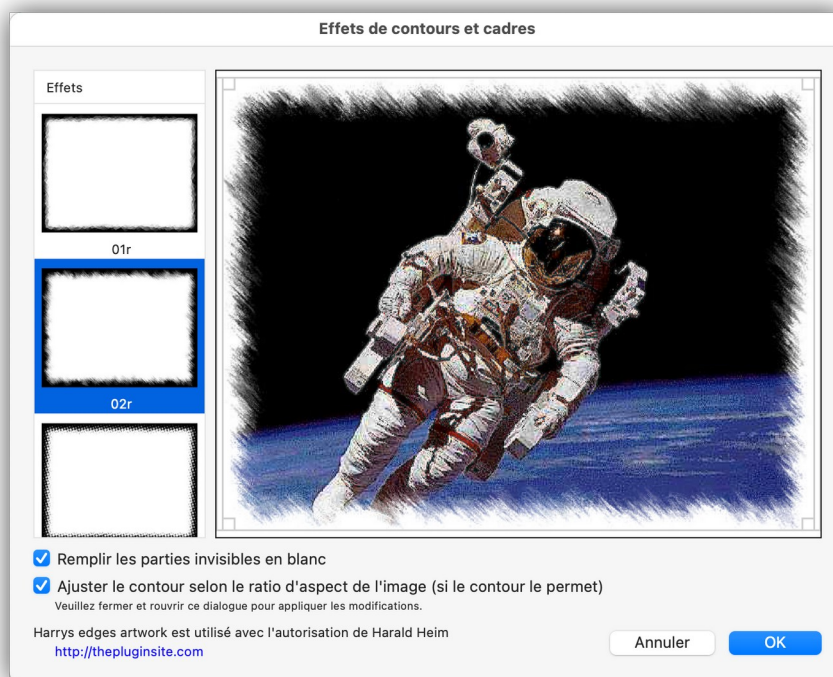 Effets de contours et cadres
Effets
01r
02r
Remplir les parties invisibles en blanc
Ajuster le contour selon le ratio d'aspect de l'image (si le contour le permet)
Veuillez fermer et rouvrir ce dialogue pour appliquer les modifications.
Harrys edges artwork est utilisé avec l'autorisation de Harald Heim
http://thepluginsite.com
Annuler
OK